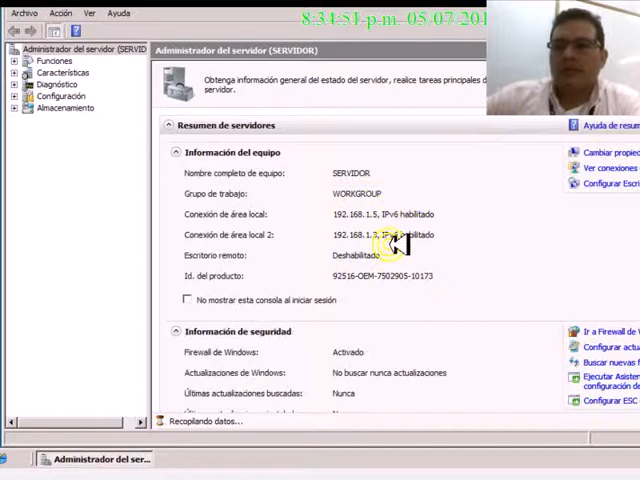 8:34:51 p.m. 05.07.201
Archivo Acción Ver Ayuda
Administrador del servidor (SERVID
Funciones
Características
Diagnóstico
Configuración
Almacenamiento
Administrador del servidor (SERVIDOR)
Obtenga información general del estado del servidor, realice tareas principales d
servidor.
Resumen de servidores
Ayuda de resum
Información del equipo
Cambiar propied
Nombre completo de equipo: SERVIDOR
Ver conexiones
Configurar Escri
Grupo de trabajo: WORKGROUP
Conexión de área local: 192.168.1.5, IPv6 habilitado
Conexión de área local 2: 192.168.1.3, IPv6 habilitado
Escritorio remoto: Deshabilitado
Id. del producto: 92516-OEM-7502905-10173
No mostrar esta consola al iniciar sesión
Información de seguridad
Ir a Firewall de W
Configurar actu
Firewall de Windows: Activado
Buscar nuevas f
Actualizaciones de Windows: No buscar nunca actualizaciones
Ejecutar Asisten
configuración de
Últimas actualizaciones buscadas: Nunca
Configurar ESC
Recopilando datos...
Administrador del ser...